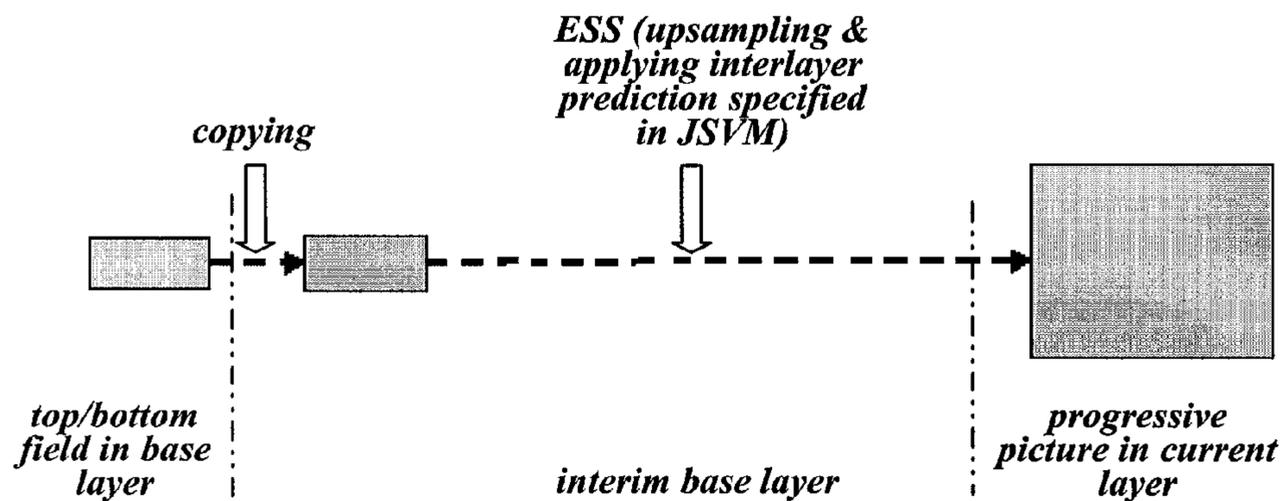 ESS (upsampling &
applying interlayer
prediction specified
in JSVM)
copying
top/bottom
field in base
layer
interim base layer
progressive
picture in current
layer